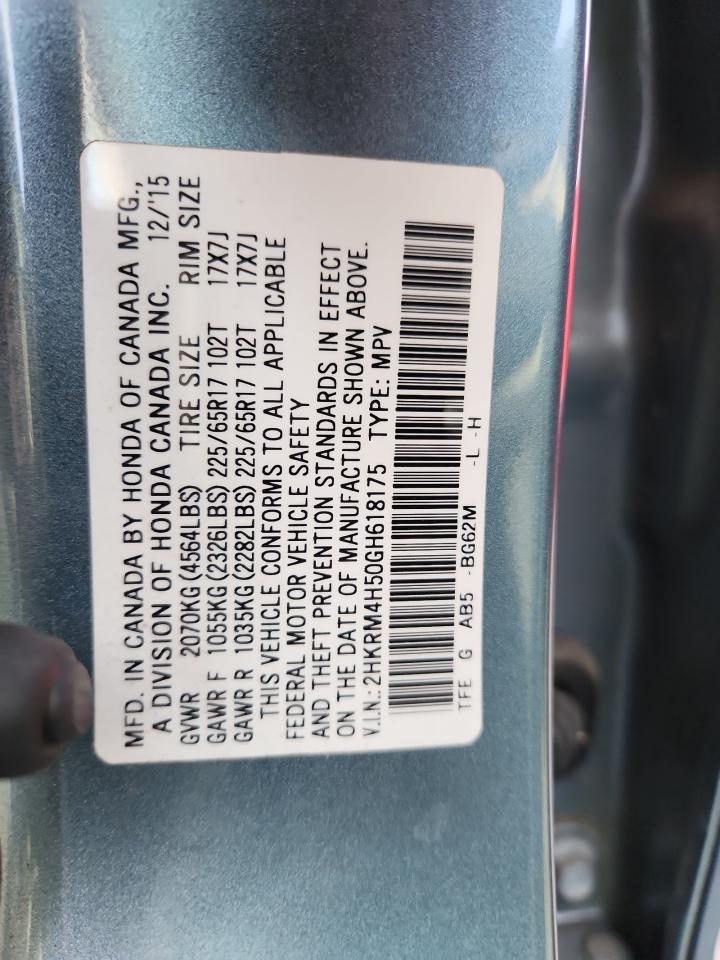 MFD. IN CANADA BY HONDA OF CANADA MFG.,
A DIVISION OF HONDA CANADA INC. 12/'15
GVWR 2070KG(4564LBS) TIRE SIZE RIM SIZE
GAWR F 1055KG(2326LBS) 225/65R17 102T 17X7J
GAWR R 1035KG(2282LBS) 225/65R17 102T 17X7J
THIS VEHICLE CONFORMS TO ALL APPLICABLE
FEDERAL MOTOR VEHICLE SAFETY
AND THEFT PREVENTION STANDARDS IN EFFECT
ON THE DATE OF MANUFACTURE SHOWN ABOVE.
V.I.N.: 2HKRM4H50GH618175 TYPE: MPV
TFE G AB5 -BG62M -L -H